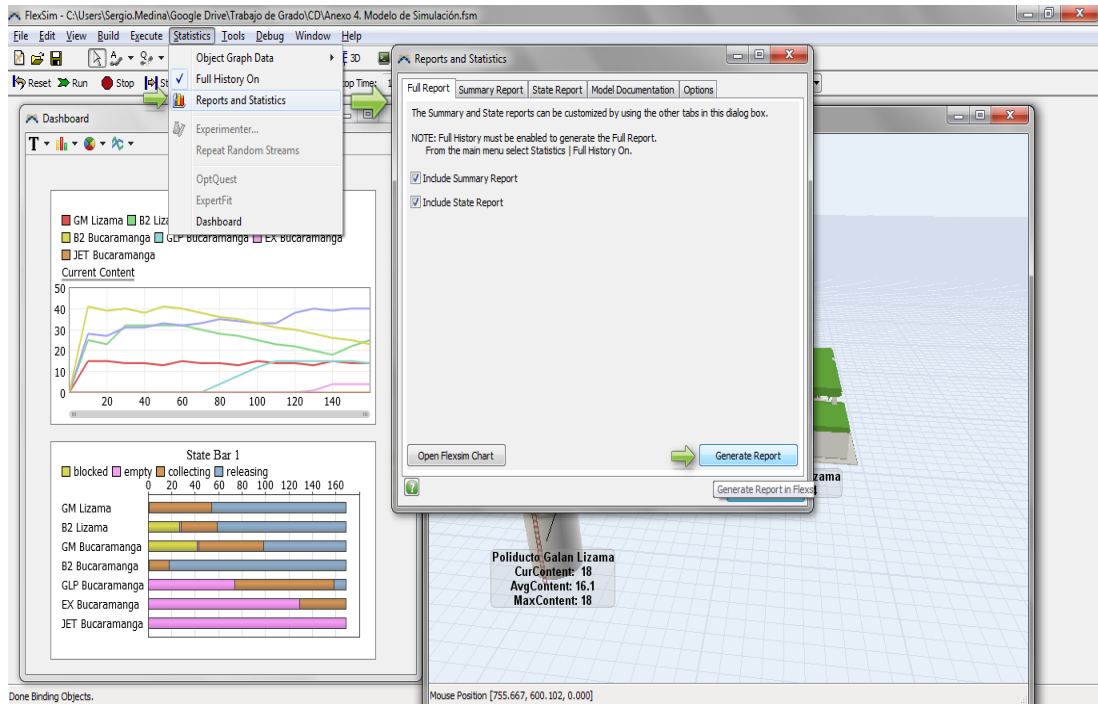 FlexSim - C:\Users\Sergio.Medina\Google Drive\Trabajo de Grado\CD\Anexo 4. Modelo de Simulación.fsm
File Edit View Build Execute Statistics Tools Debug Window Help
3D
Reset Run Stop
Object Graph Data
Full History On
Reports and Statistics
Experimenter...
Repeat Random Streams
OptQuest
ExpertFit
Dashboard
Dashboard
T
GM Lizama
B2 Bucaramanga GLP Bucaramanga EX Bucaramanga
JET Bucaramanga
Current Content
50
40
30
20
10
0
20 40 60 80 100 120 140
State Bar 1
blocked empty collecting releasing
0 20 40 60 80 100 120 140 160
GM Lizama
B2 Lizama
GM Bucaramanga
B2 Bucaramanga
GLP Bucaramanga
EX Bucaramanga
JET Bucaramanga
Reports and Statistics
Full Report Summary Report State Report Model Documentation Options
The Summary and State reports can be customized by using the other tabs in this dialog box.
NOTE: Full History must be enabled to generate the Full Report.
From the main menu select Statistics | Full History On.
Include Summary Report
Include State Report
Open Flexsim Chart
Generate Report
Generate Report in Flexs
Poliducto Galan Lizama
CurContent: 18
AvgContent: 16.1
MaxContent: 18
Done Binding Objects.
Mouse Position [755.667, 600.102, 0.000]